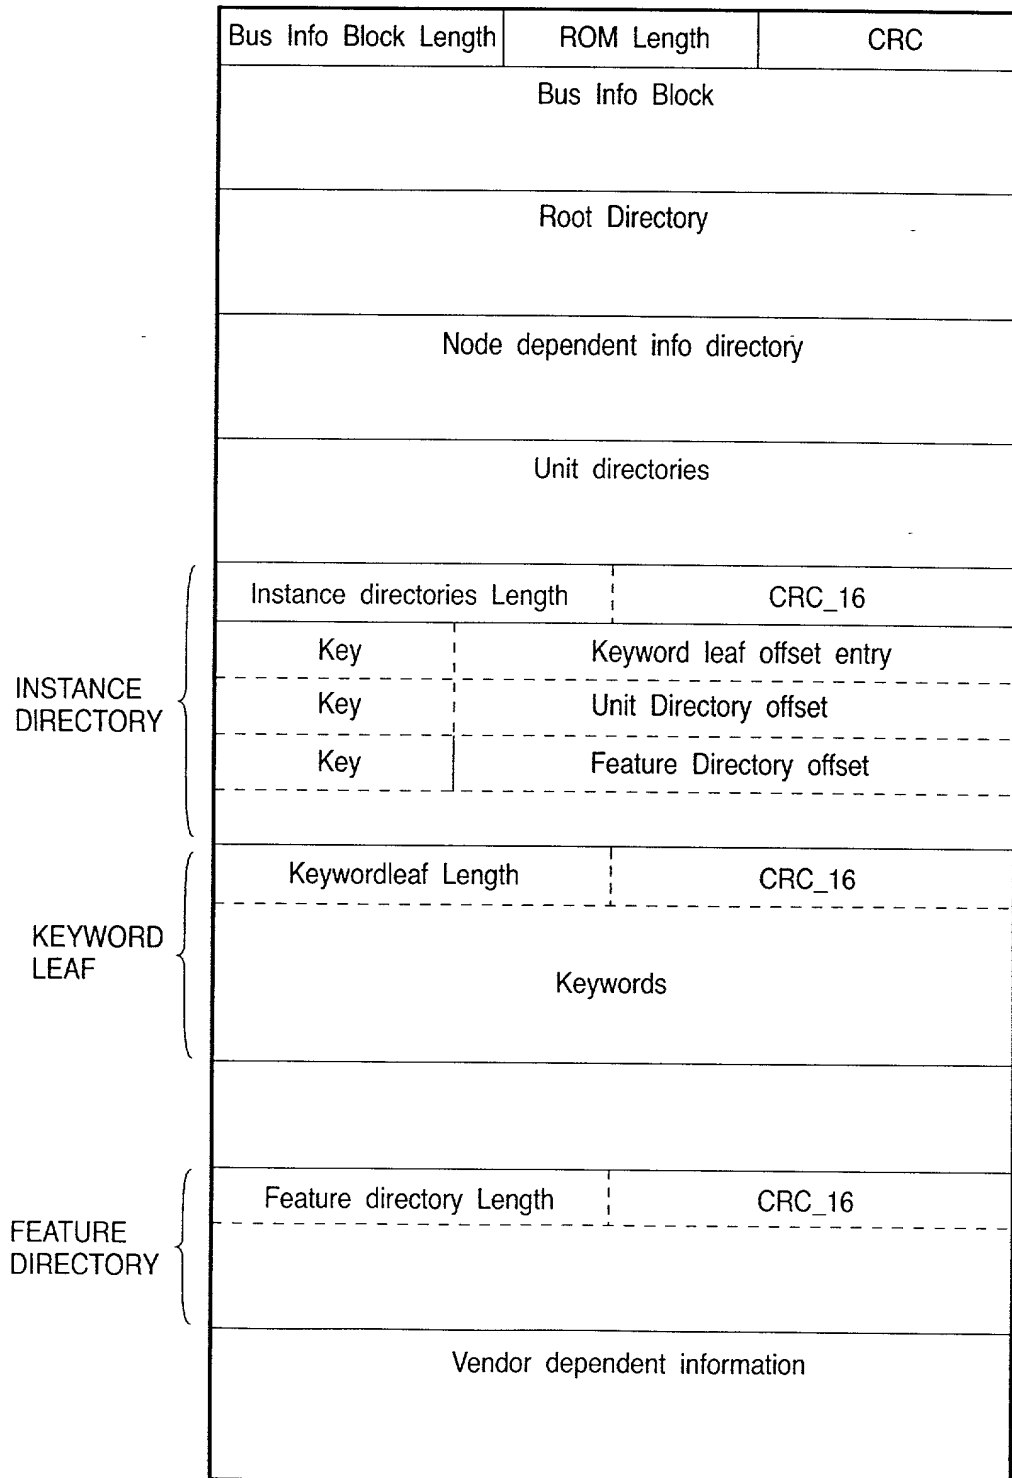 Bus Info Block Length ROM Length CRC
Bus Info Block
Root Directory
Node dependent info directory
Unit directories
Instance directories Length CRC_16
Key Keyword leaf offset entry
INSTANCE
DIRECTORY
Key Unit Directory offset
Key Feature Directory offset
Keywordleaf Length CRC_16
KEYWORD
LEAF
Keywords
Feature directory Length CRC_16
FEATURE
DIRECTORY
Vendor dependent information